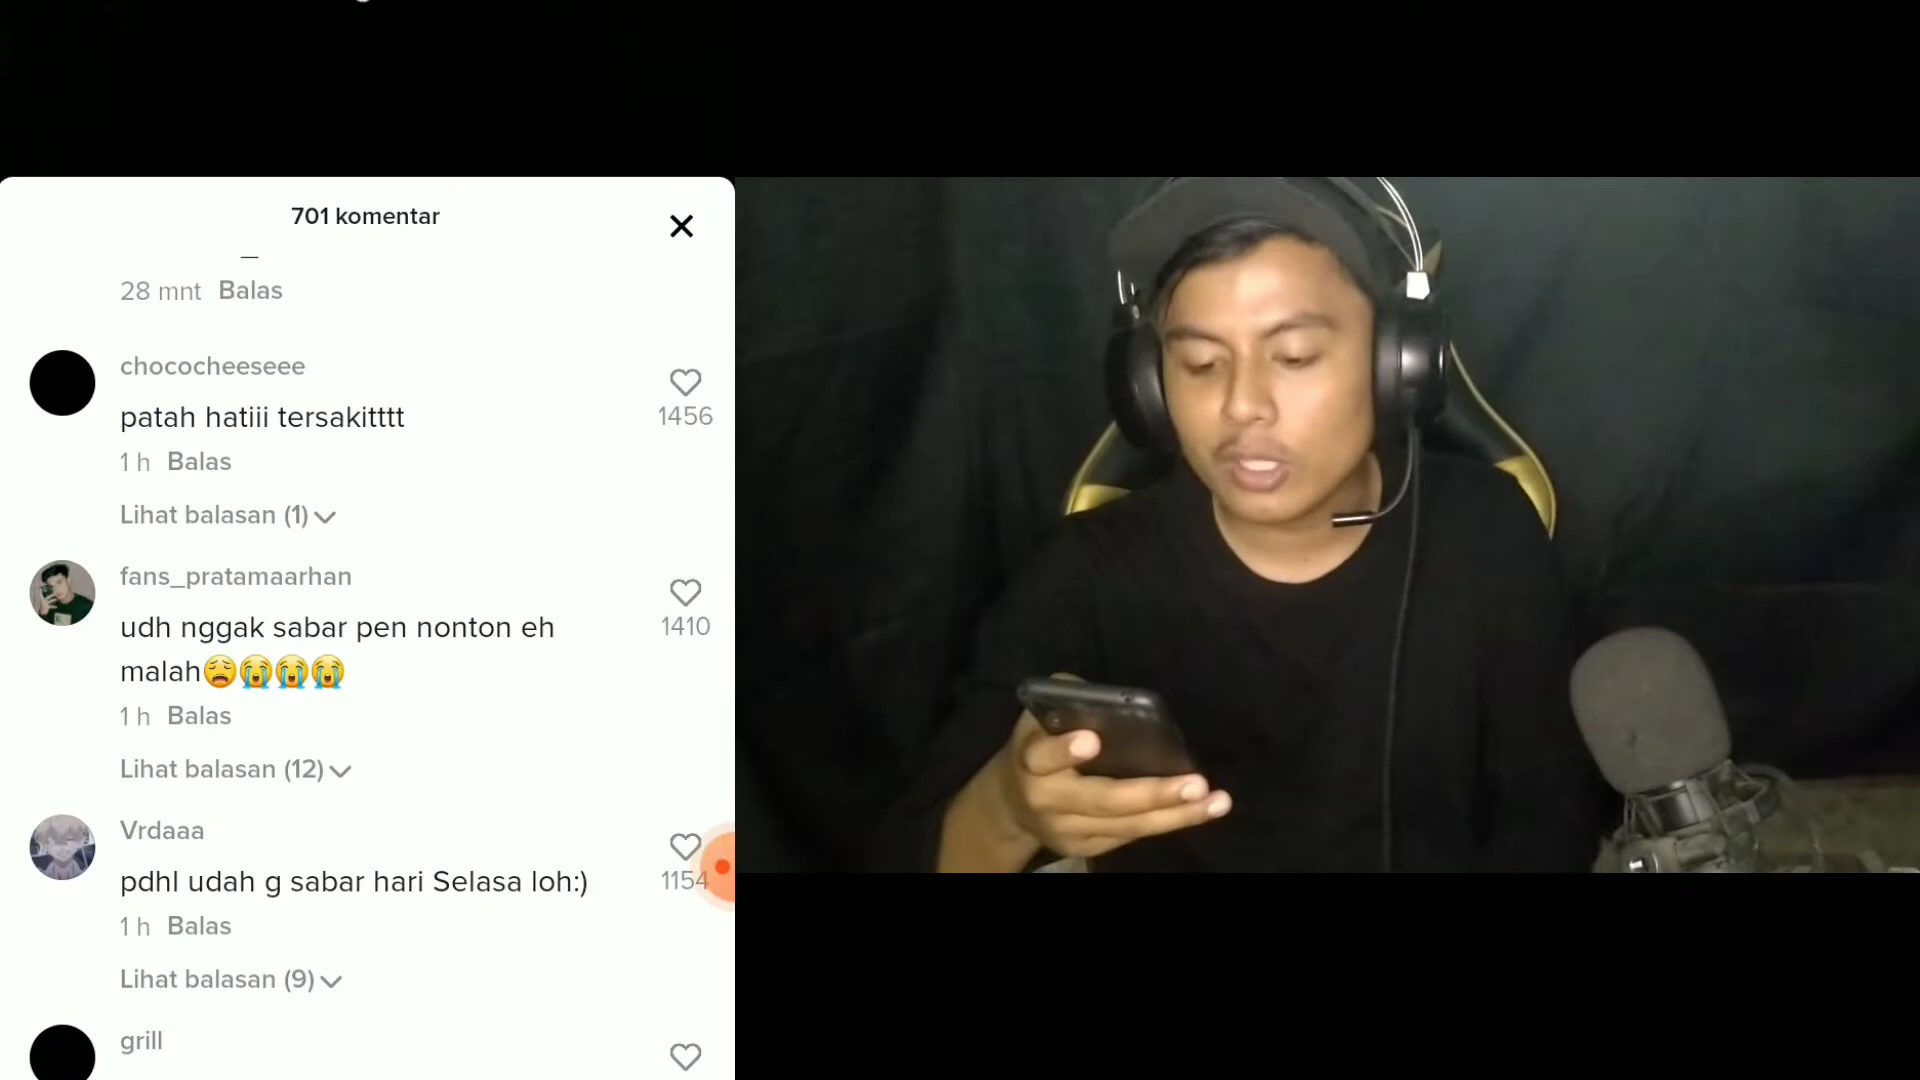 701 komentar
28 mnt Balas
chococheeseee
patah hatiii tersakitttt
1456
1 h Balas
Lihat balasan (1)
fans_pratamaarhan
udh nggak sabar pen nonton eh
malah😩😭😭😭
1410
1 h Balas
Lihat balasan (12)
Vrdaaa
pdhl udah g sabar hari Selasa loh:)
1154
1 h Balas
Lihat balasan (9)
grill